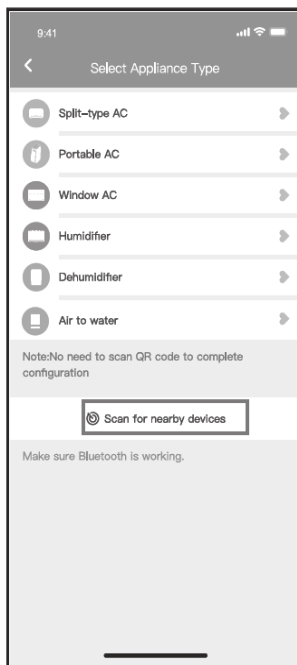 9:41
Select Appliance Type
Split-type AC
Portable AC
Window AC
Humidifier
Dehumidifier
Air to water
Note:No need to scan QR code to complete
configuration
Scan for nearby devices
Make sure Bluetooth is working.